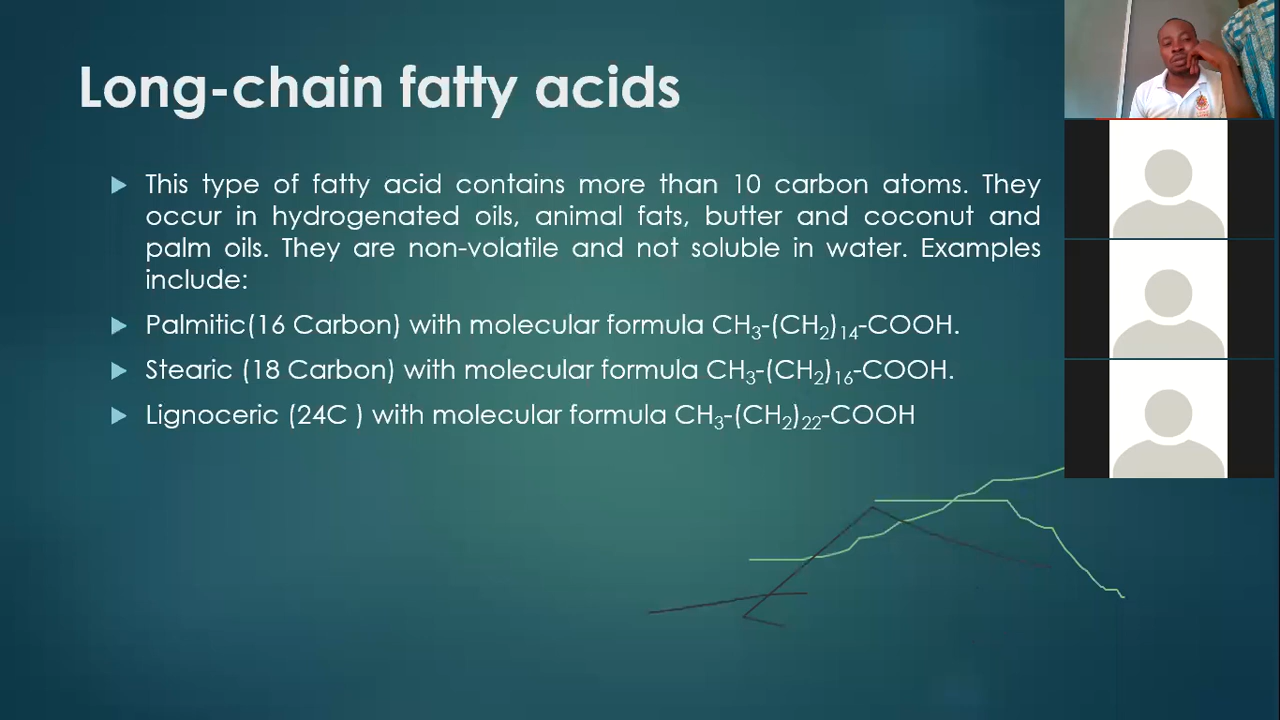 Long-chain fatty acids
This type of fatty acid contains more than 10 carbon atoms. They
occur in hydrogenated oils, animal fats, butter and coconut and
palm oils. They are non-volatile and not soluble in water. Examples
include:
Palmitic(16 Carbon) with molecular formula CH₃-(CH₂)₁₄-COOH.
Stearic (18 Carbon) with molecular formula CH₃-(CH₂)₁₆-COOH.
Lignoceric (24C ) with molecular formula CH₃-(CH₂)₂₂-COOH